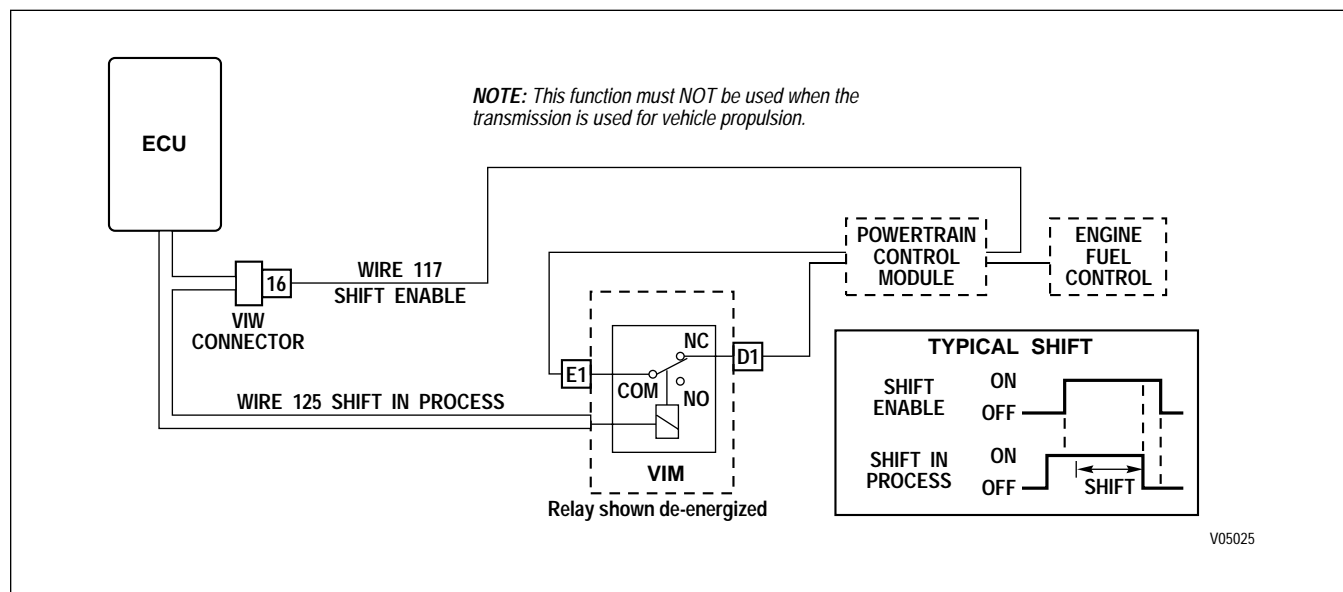 ECU
NOTE: This function must NOT be used when the
transmission is used for vehicle propulsion.
POWERTRAIN
CONTROL
MODULE
ENGINE
FUEL
CONTROL
16
WIRE 117
SHIFT ENABLE
VIW
CONNECTOR
NC
D1
E1
COM
NO
WIRE 125 SHIFT IN PROCESS
VIM
Relay shown de-energized
TYPICAL SHIFT
SHIFT
ENABLE
ON
OFF
SHIFT IN
PROCESS
ON
OFF
SHIFT
V05025